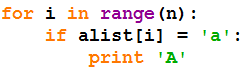 for i in range(n):
    if alist[i] = 'a':
        print 'A'